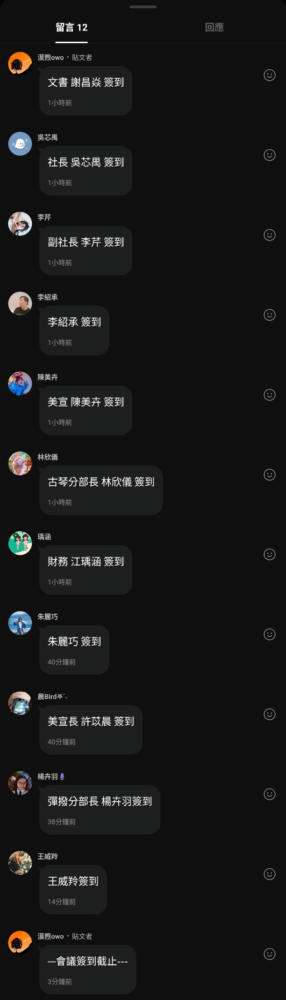 留言 12
回應
漠煦owo・貼文者
文書 謝昌焱 簽到
1小時前
吳芯禺
社長 吳芯禺 簽到
1小時前
李芹
副社長 李芹 簽到
1小時前
李紹承
李紹承 簽到
1小時前
陳美卉
美宣 陳美卉 簽到
1小時前
林欣儀
古琴分部長 林欣儀 簽到
1小時前
瑀涵
財務 江瑀涵 簽到
1小時前
朱麗巧
朱麗巧 簽到
40分鐘前
晨Bird⛧ˊ˗
美宣長 許苡晨 簽到
40分鐘前
楊卉羽🪻
彈撥分部長 楊卉羽簽到
38分鐘前
王威羚
王威羚簽到
14分鐘前
漠煦owo・貼文者
---會議簽到截止---
3分鐘前